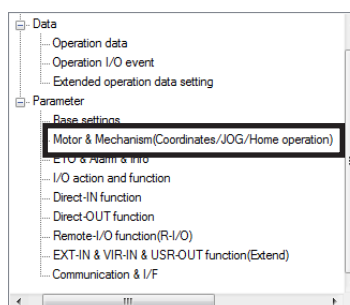 Data
Operation data
Operation I/O event
Extended operation data setting
Parameter
Base settings
Motor & Mechanism(Coordinates/JOG/Home operation)
ETO & Alarm & Info
I/O action and function
Direct-IN function
Direct-OUT function
Remote-I/O function(R-I/O)
EXT-IN & VIR-IN & USR-OUT function(Extend)
Communication & I/F